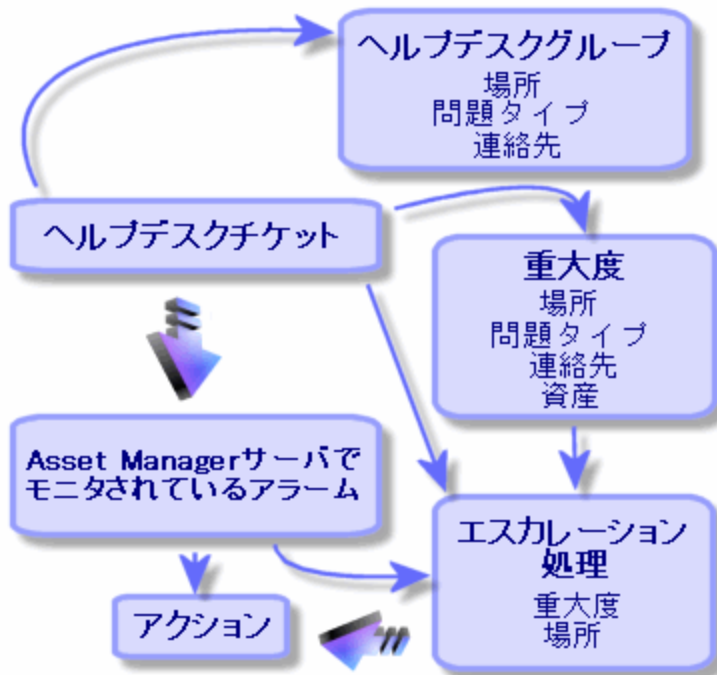 ヘルプデスクグループ
場所
問題タイプ
連絡先
ヘルプデスクチケット
重大度
場所
問題タイプ
連絡先
資産
Asset Managerサーバで
モニタされているアラーム
エスカレーション
処理
重大度
場所
アクション